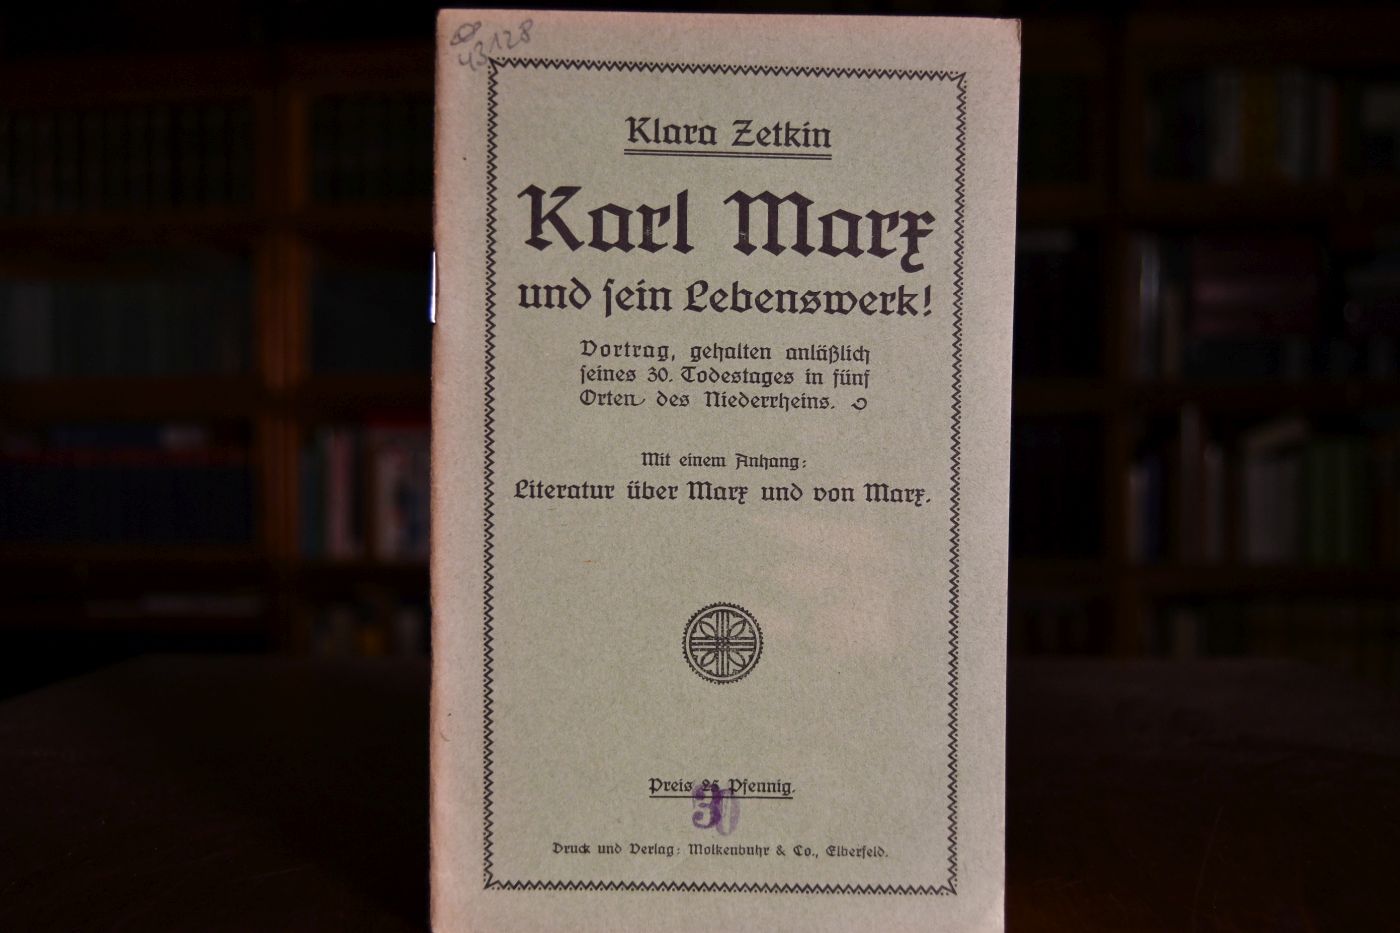 43128
Klara Zetkin
Karl Marx
und sein Lebenswerk!
Vortrag, gehalten anläßlich
seines 30. Todestages in fünf
Orten des Niederrheins.
Mit einem Anhang:
Literatur über Marx und von Marx.
Preis 25 Pfennig.
30
Druck und Verlag: Molkenbuhr & Co., Elberfeld.